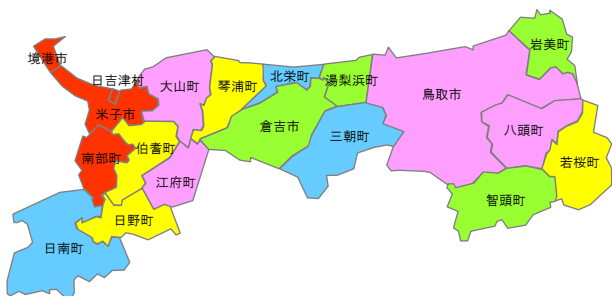 岩美町
境港市
日吉津村
大山町
琴浦町
北栄町
湯梨浜町
鳥取市
米子市
倉吉市
三朝町
八頭町
南部町
伯耆町
若桜町
江府町
智頭町
日野町
日南町